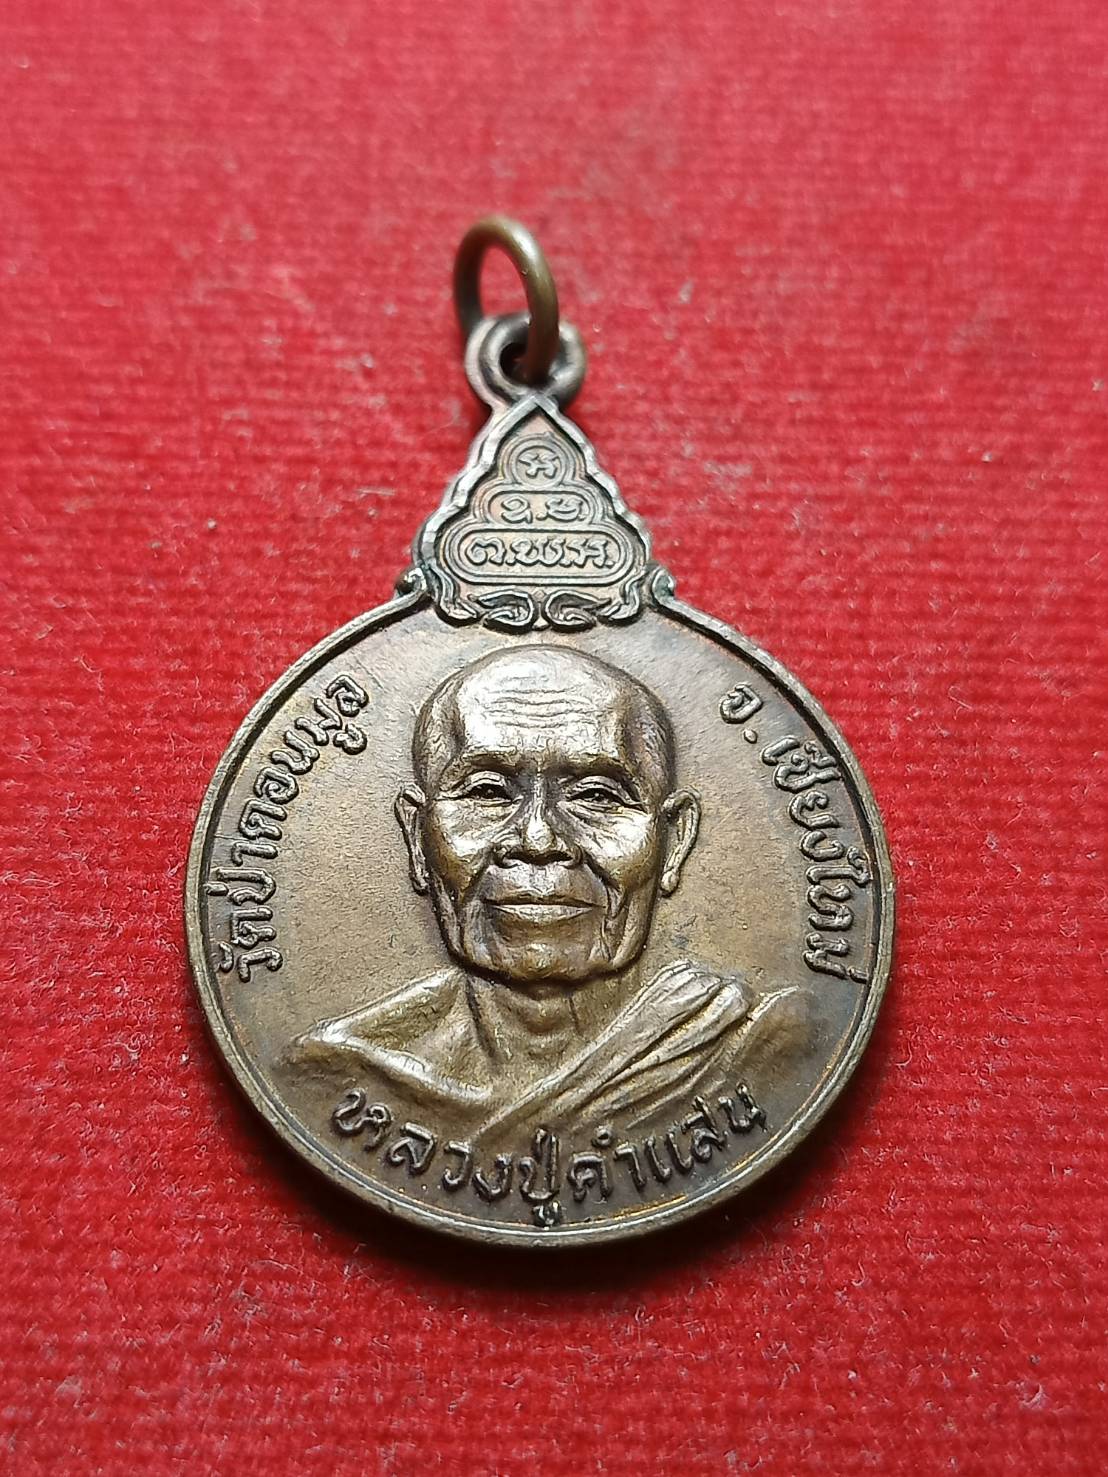 วัดป่าดอนมูล
จ. เชียงใหม่
หลวงปู่คำแสน